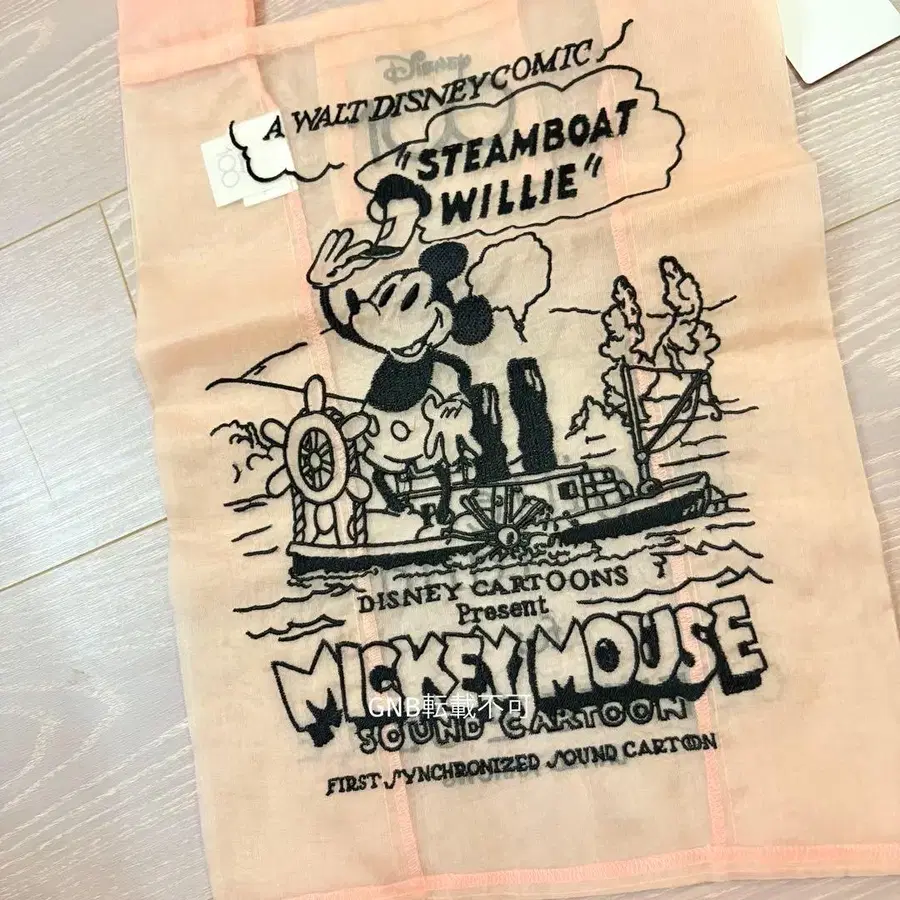 Disney
A WALT DISNEY COMIC
"STEAMBOAT
WILLIE"
DISNEY CARTOONS
Present
MICKEY MOUSE
GNB転載不可
SOUND CARTOON
FIRST SYNCHRONIZED SOUND CARTOON